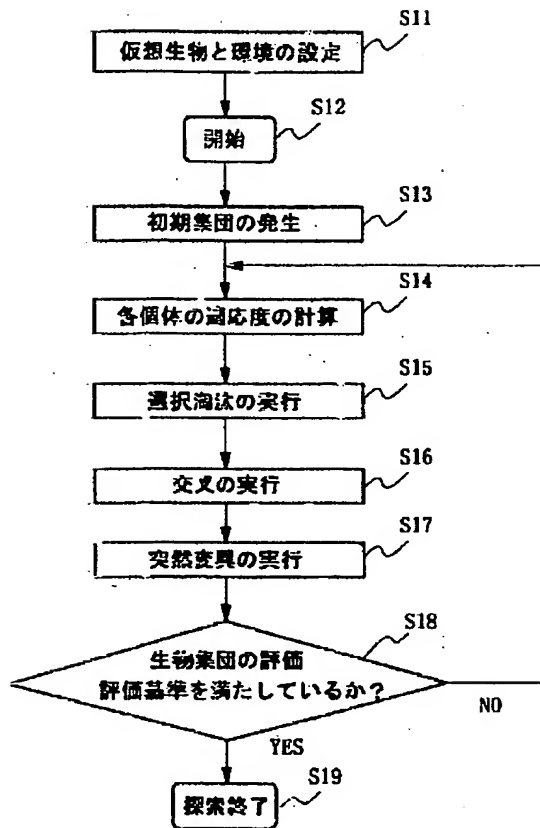 S11
仮想生物と環境の設定
S12
開始
S13
初期集団の発生
S14
各個体の適応度の計算
S15
選択淘汰の実行
S16
交叉の実行
S17
突然変異の実行
S18
生物集団の評価
評価基準を満たしているか?
NO
YES
S19
探索終了